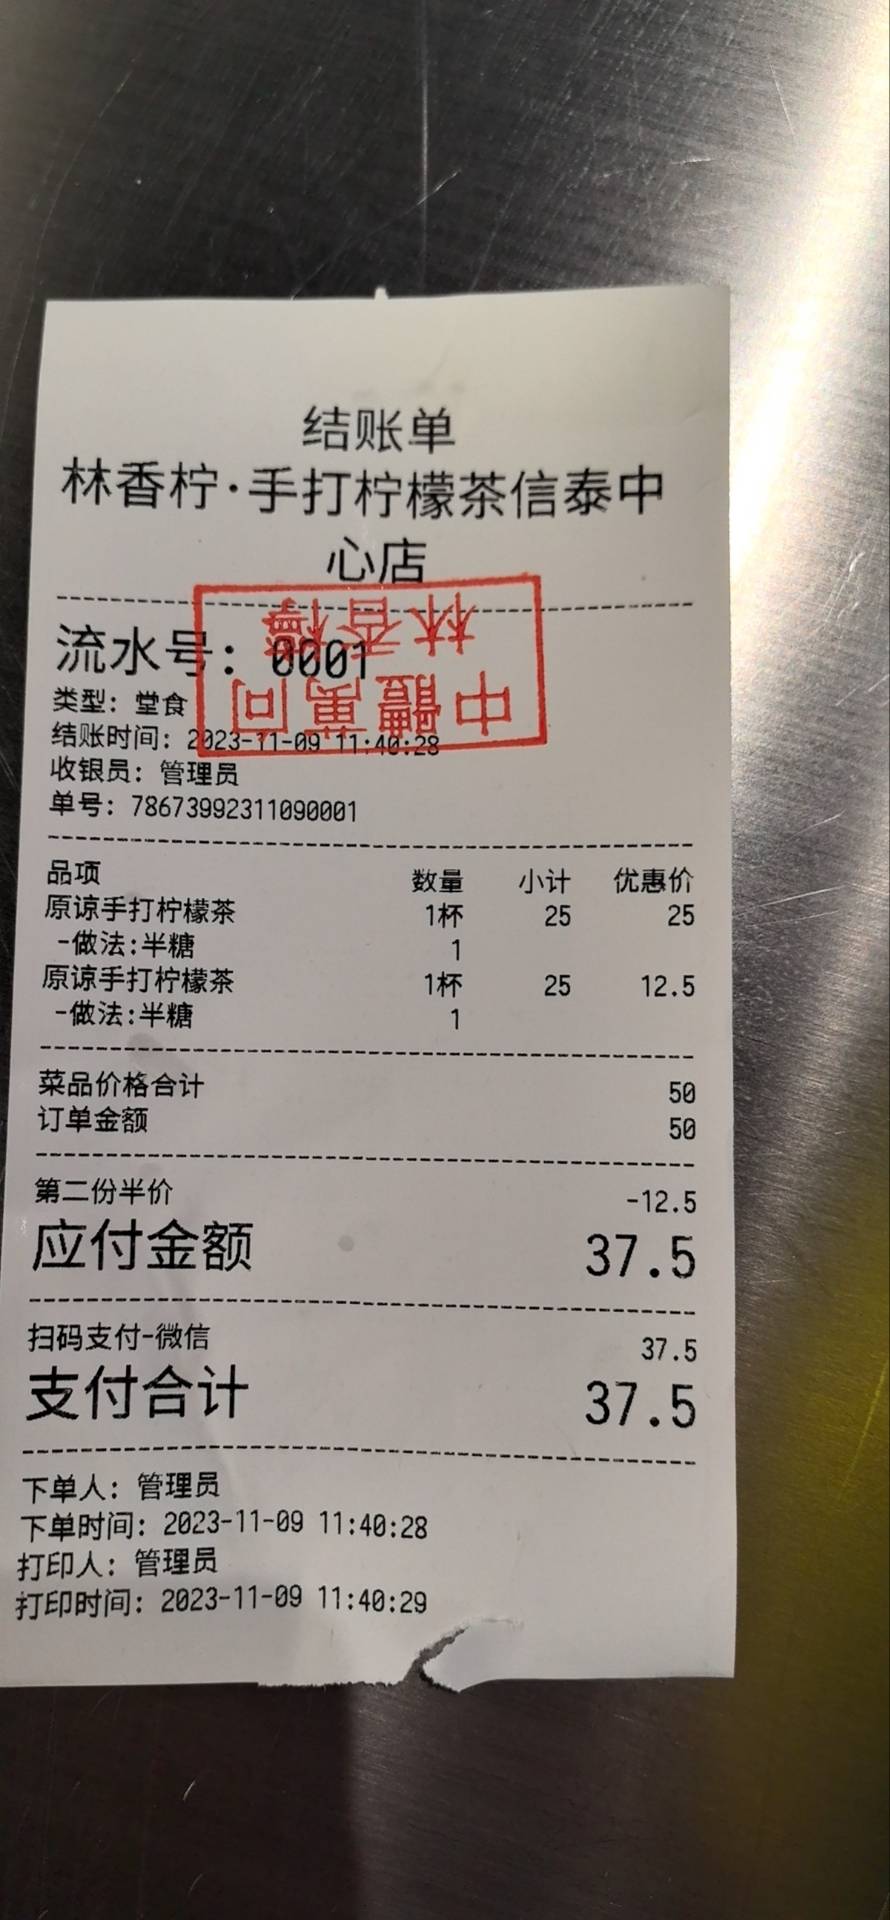 结账单
林香柠·手打柠檬茶信泰中
心店
流水号: 0001
林香檸
中體萬向
类型: 堂食
结账时间: 2023-11-09 11:40:28
收银员: 管理员
单号: 78673992311090001
品项 数量 小计 优惠价
原谅手打柠檬茶 1杯 25 25
-做法:半糖 1
原谅手打柠檬茶 1杯 25 12.5
-做法:半糖 1
菜品价格合计 50
订单金额 50
第二份半价 -12.5
应付金额 37.5
扫码支付-微信 37.5
支付合计 37.5
下单人: 管理员
下单时间: 2023-11-09 11:40:28
打印人: 管理员
打印时间: 2023-11-09 11:40:29